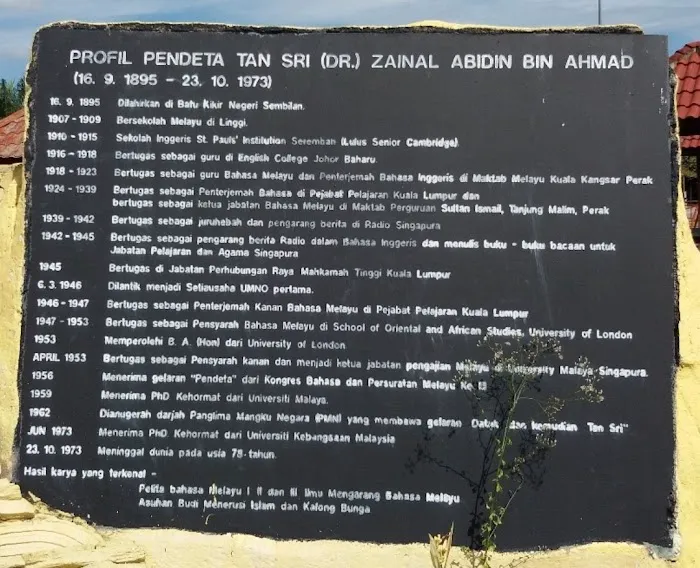 PROFIL PENDETA TAN SRI (DR.) ZAINAL ABIDIN BIN AHMAD
(16. 9. 1895 – 23. 10. 1973)
16. 9. 1895 Dilahirkan di Batu Kikir Negeri Sembilan.
1907 - 1909 Bersekolah Melayu di Linggi.
1910 - 1915 Sekolah Inggeris St. Pauls' Institution Seremban (Lulus Senior Cambridge).
1916 - 1918 Bertugas sebagai guru di English College Johor Baharu.
1918 - 1923 Bertugas sebagai guru Bahasa Melayu dan Penterjemah Bahasa Inggeris di Maktab Melayu Kuala Kangsar Perak
1924 - 1939 Bertugas sebagai Penterjemah Bahasa di Pejabat Pelajaran Kuala Lumpur dan
bertugas sebagai ketua jabatan Bahasa Melayu di Maktab Perguruan Sultan Ismail, Tanjung Malim, Perak
1939 - 1942 Bertugas sebagai juruhebah dan pengarang berita di Radio Singapura
1942 - 1945 Bertugas sebagai pengarang berita Radio dalam Bahasa Inggeris dan menulis buku - buku bacaan untuk
Jabatan Pelajaran dan Agama Singapura
1945 Bertugas di Jabatan Perhubungan Raya Mahkamah Tinggi Kuala Lumpur
6. 3. 1946 Dilantik menjadi Setiausaha UMNO pertama.
1946 - 1947 Bertugas sebagai Penterjemah Kanan Bahasa Melayu di Pejabat Pelajaran Kuala Lumpur
1947 - 1953 Bertugas sebagai Pensyarah Bahasa Melayu di School of Oriental and African Studies, University of London
1953 Memperolehi B. A. (Hon) dari University of London.
APRIL 1953 Bertugas sebagai Pensyarah kanan dan menjadi ketua jabatan pengajian Melayu di University Malaya Singapura.
1956 Menerima gelaran "Pendeta" dari Kongres Bahasa dan Persuratan Melayu Ke III
1959 Menerima PhD Kehormat dari Universiti Malaya.
1962 Dianugerah darjah Panglima Mangku Negara (PMN) yang membawa gelaran Datuk dan kemudian Tan Sri"
JUN 1973 Menerima PhD Kehormat dari Universiti Kebangsaan Malaysia
23. 10. 1973 Meninggal dunia pada usia 78 tahun.
Hasil karya yang terkenal -
Pelita bahasa Melayu I II dan III Ilmu Mengarang Bahasa Melayu
Asuhan Budi Menerusi Islam dan Kalong Bunga